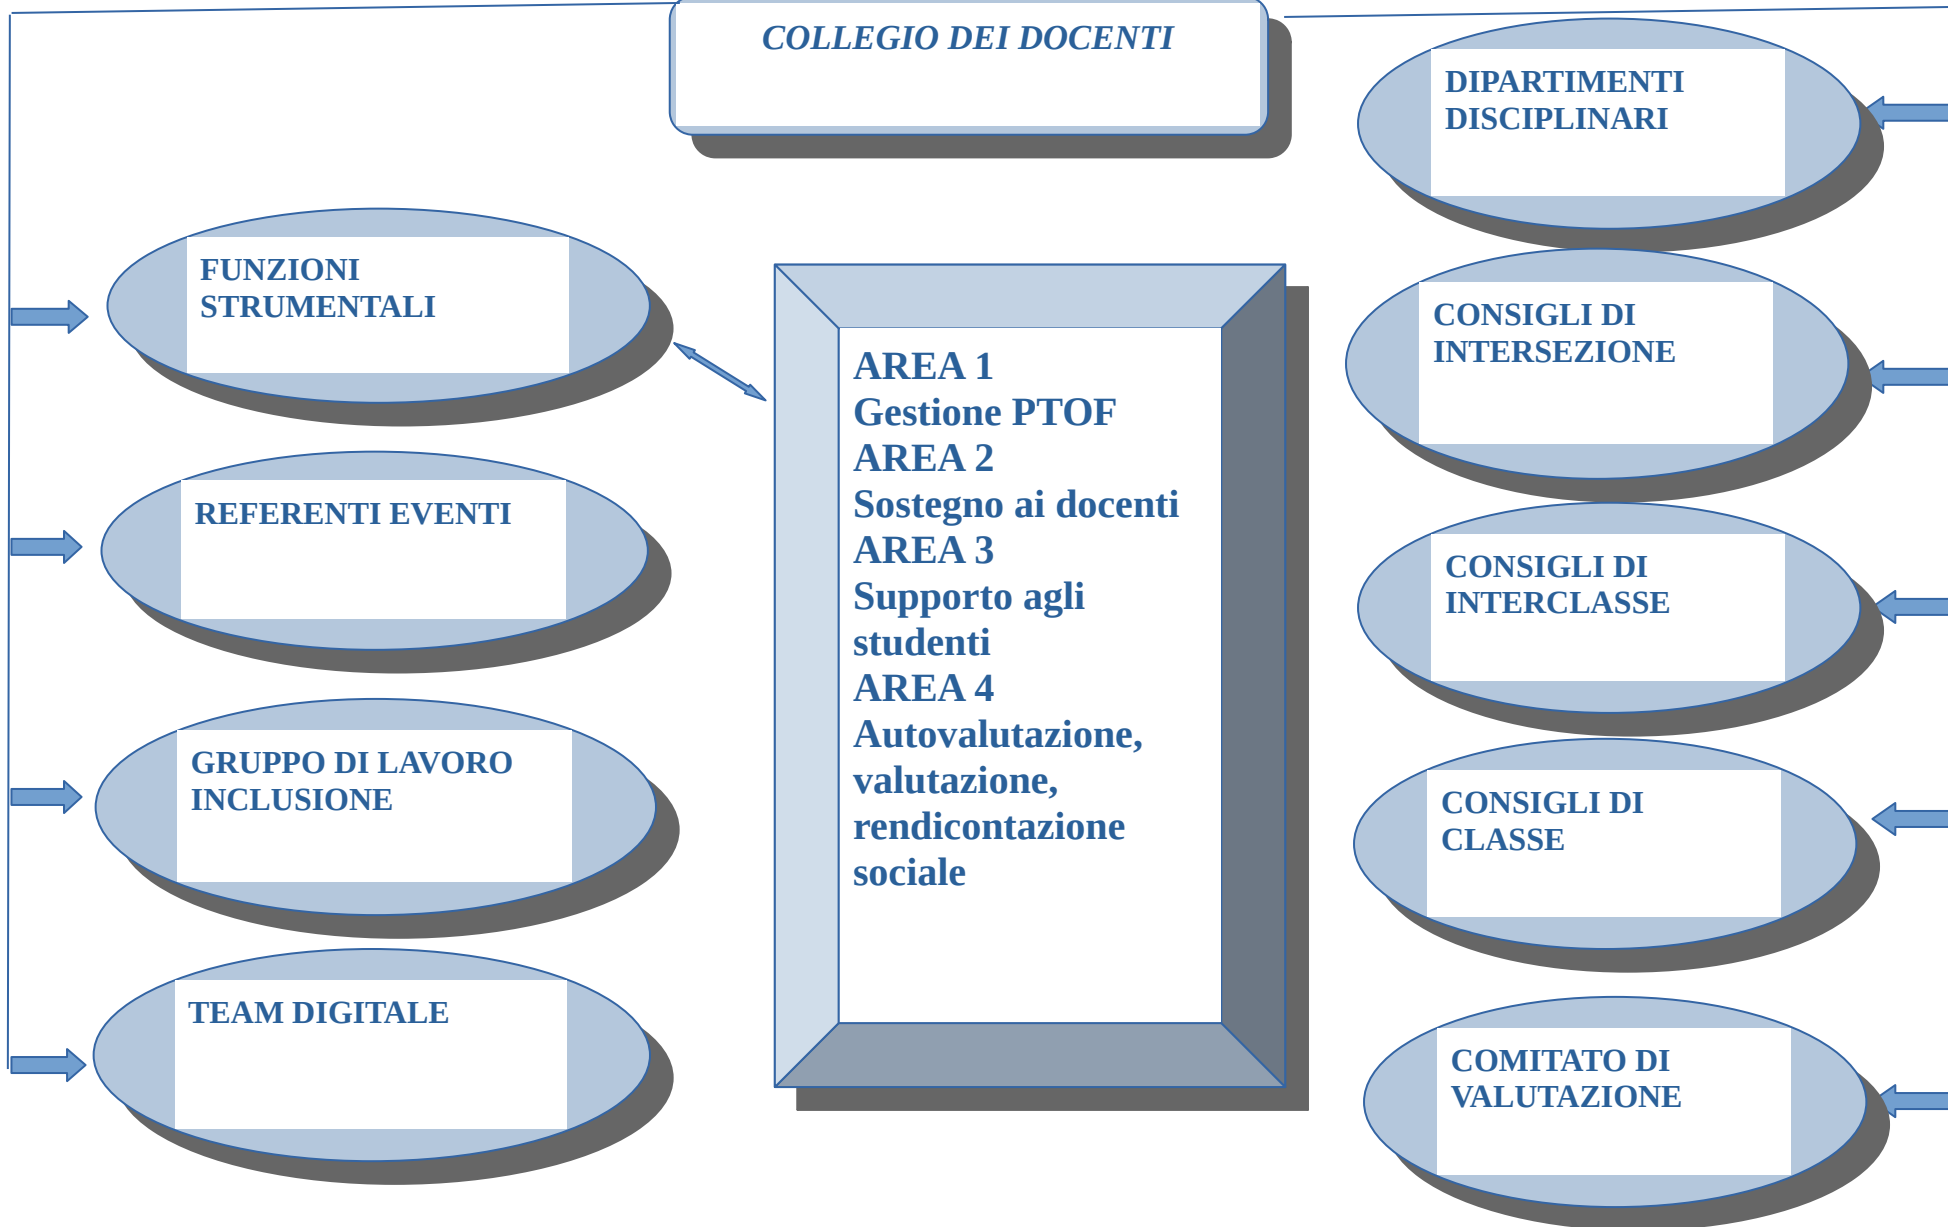 COLLEGIO DEI DOCENTI
FUNZIONI
STRUMENTALI
REFERENTI EVENTI
GRUPPO DI LAVORO
INCLUSIONE
TEAM DIGITALE
AREA 1
Gestione PTOF
AREA 2
Sostegno ai docenti
AREA 3
Supporto agli
studenti
AREA 4
Autovalutazione,
valutazione,
rendicontazione
sociale
DIPARTIMENTI
DISCIPLINARI
CONSIGLI DI
INTERSEZIONE
CONSIGLI DI
INTERCLASSE
CONSIGLI DI
CLASSE
COMITATO DI
VALUTAZIONE